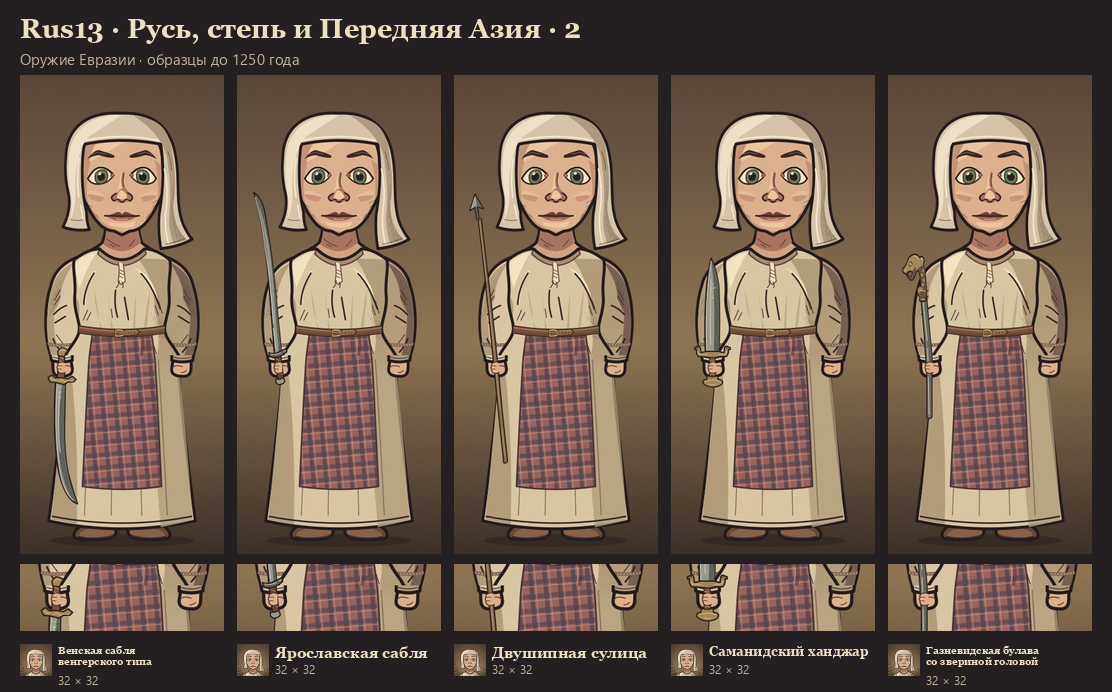 Rus13 · Русь, степь и Передняя Азия · 2
Оружие Евразии · образцы до 1250 года
Венская сабля
венгерского типа
32 × 32
Ярославская сабля
32 × 32
Двушипная сулица
32 × 32
Саманидский ханджар
32 × 32
Газневидская булава
со звериной головой
32 × 32